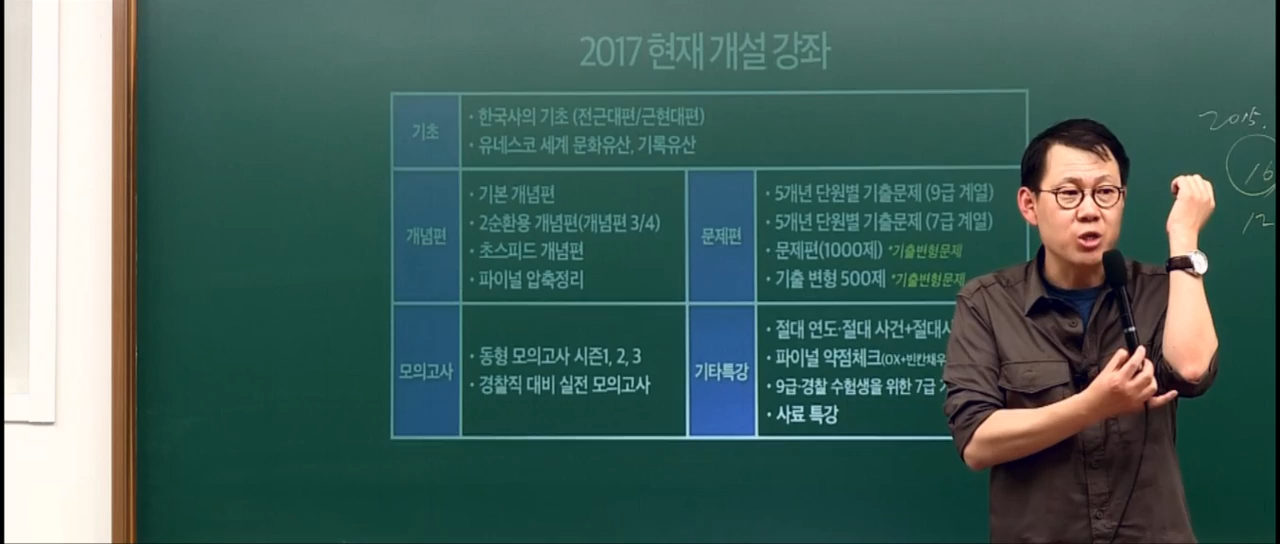 2017 현재 개설 강좌
기초
• 한국사의 기초 (전근대편/근현대편)
• 유네스코 세계 문화유산, 기록유산
개념편
• 기본 개념편
• 2순환용 개념편(개념편 3/4)
• 초스피드 개념편
• 파이널 압축정리
문제편
• 5개년 단원별 기출문제 (9급 계열)
• 5개년 단원별 기출문제 (7급 계열)
• 문제편(1000제) *기출변형문제
• 기출 변형 500제 *기출변형문제
모의고사
• 동형 모의고사 시즌1, 2, 3
• 경찰직 대비 실전 모의고사
기타특강
• 절대 연도·절대 사건+절대사
• 파이널 약점체크(OX+빈칸채우
• 9급·경찰 수험생을 위한 7급
• 사료 특강
2015.
16
12